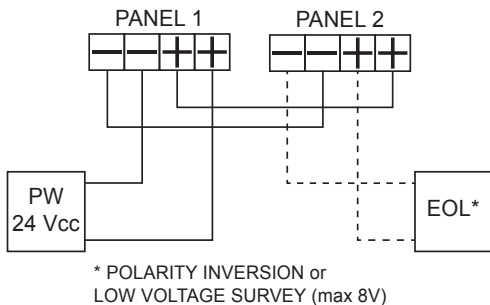 PANEL 1
PANEL 2
− − + +
− − + +
PW
24 Vcc
EOL*
* POLARITY INVERSION or
LOW VOLTAGE SURVEY (max 8V)